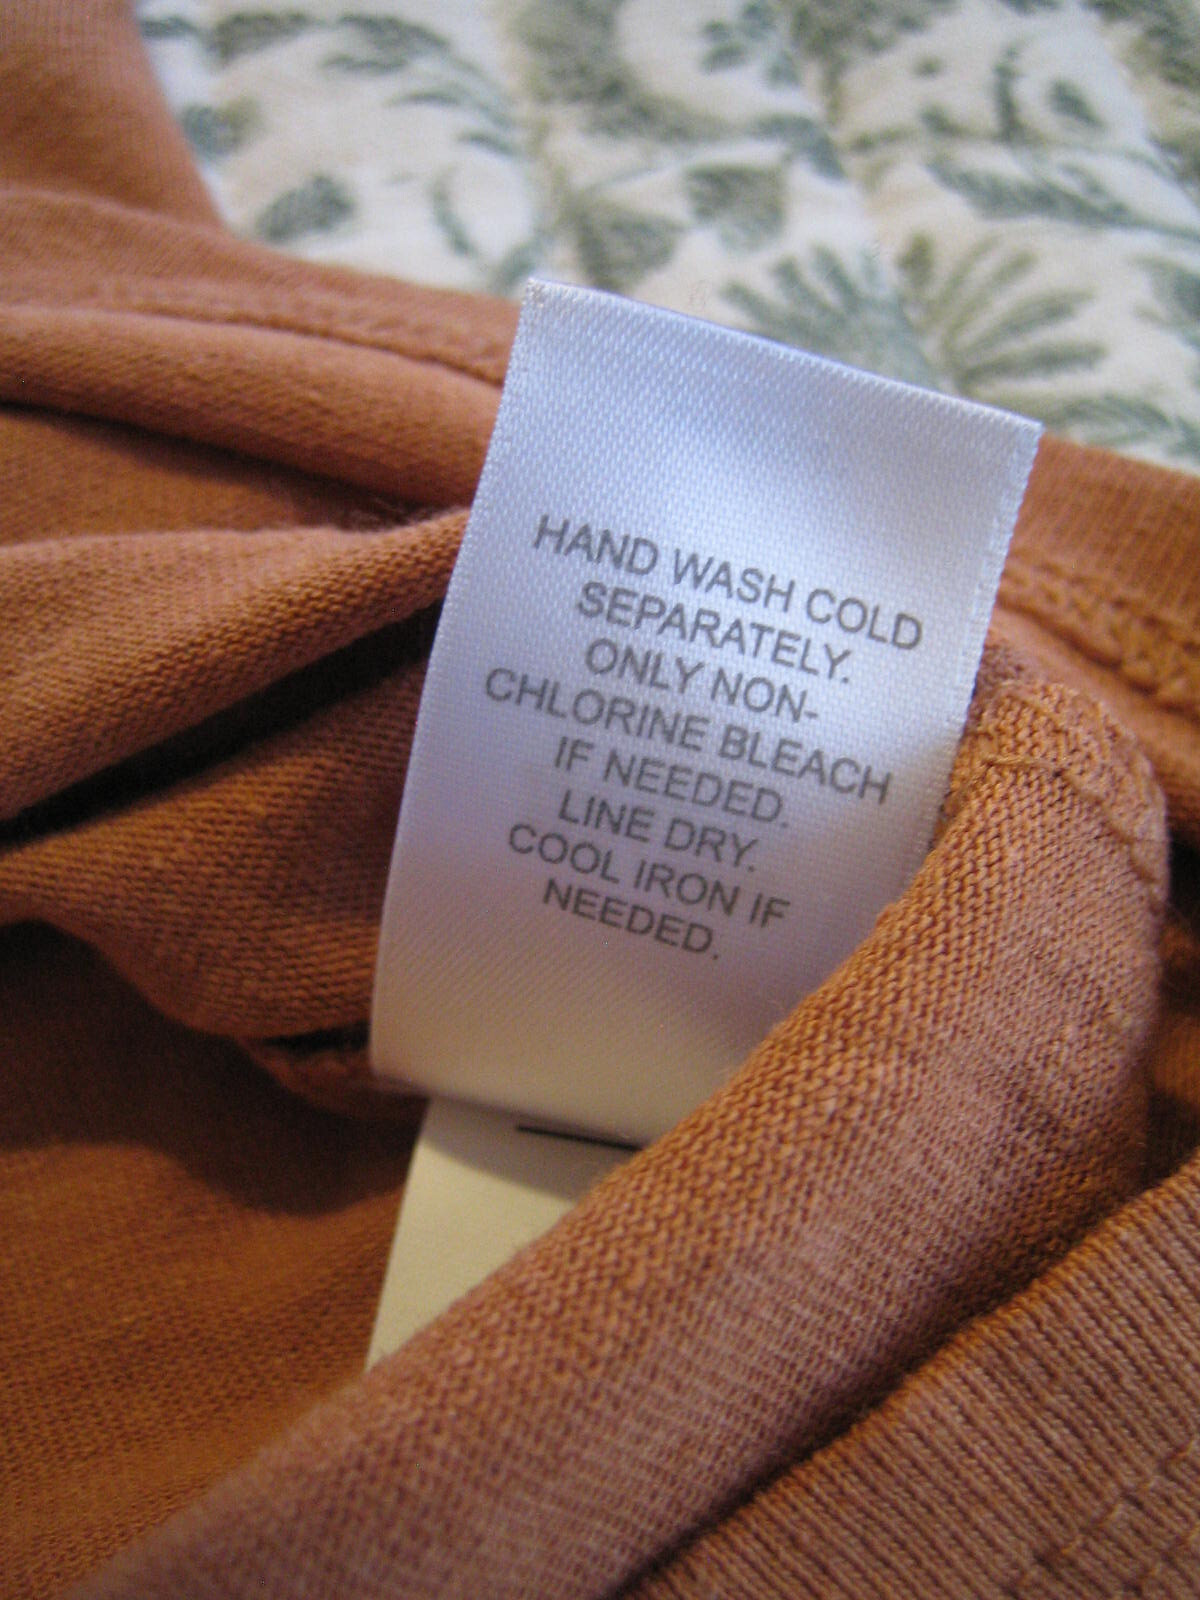 HAND WASH COLD
SEPARATELY.
ONLY NON-
CHLORINE BLEACH
IF NEEDED.
LINE DRY.
COOL IRON IF
NEEDED.